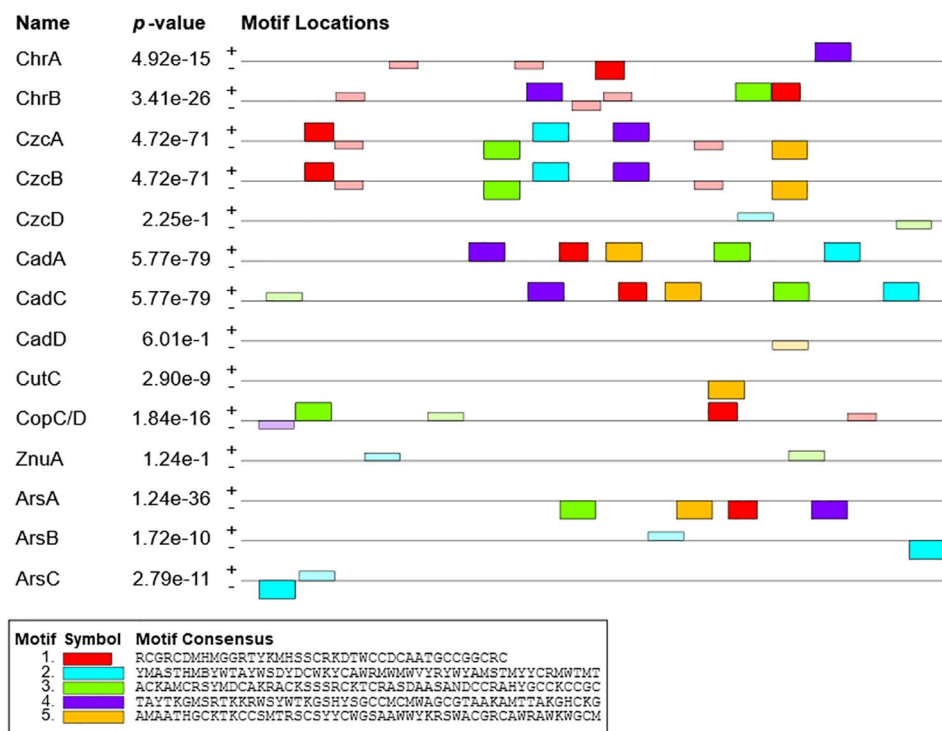 Name p-value Motif Locations
ChrA 4.92e-15 + -
ChrB 3.41e-26 + -
CzcA 4.72e-71 + -
CzcB 4.72e-71 + -
CzcD 2.25e-1 + -
CadA 5.77e-79 + -
CadC 5.77e-79 + -
CadD 6.01e-1 + -
CutC 2.90e-9 + -
CopC/D 1.84e-16 + -
ZnuA 1.24e-1 + -
ArsA 1.24e-36 + -
ArsB 1.72e-10 + -
ArsC 2.79e-11 + -
Motif Symbol Motif Consensus
1. RCGRCDMHMGGRTYKMHSSCRKDTWCCDCAATGCCGGCRC
2. YMASTHMBYWTAYWSDYDCWKYCAWRMWMWVYRYWYAMSTMYYCRMWTMT
3. ACKAMCRSYMDCAKRACKSSSRCKTCRASDAASANDCCRAHYGCCKCCGC
4. TAYTKGMSRTKKRWSYWTKGSHYSGCCMCMWAGCGTAAKAMTTAKGHCKG
5. AMAATHGCKTKCCSMTRSCSYYCWGSAAWWYKRSWACGRCAWRAWKWGCM